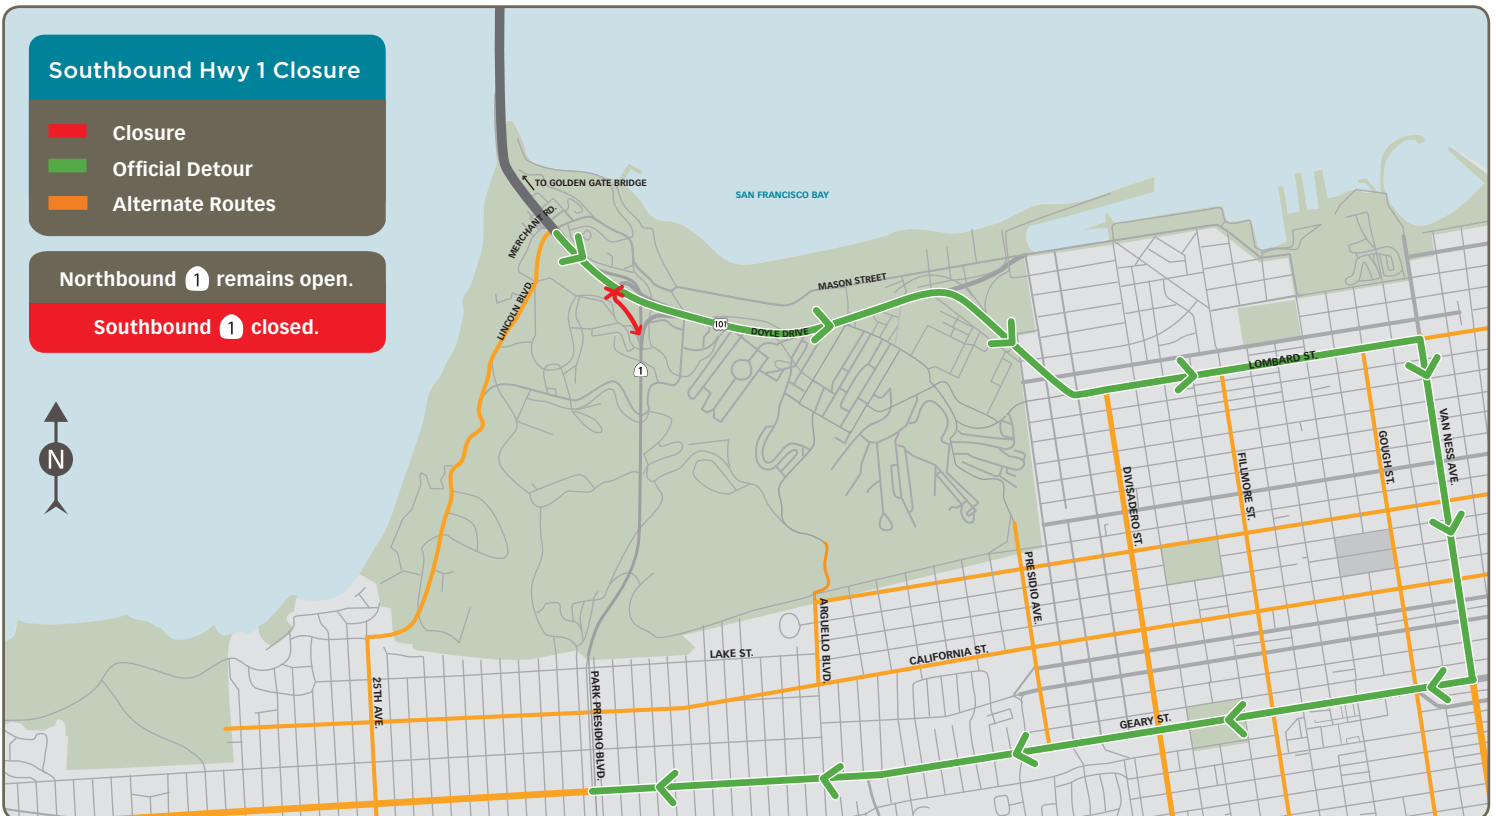 Southbound Hwy 1 Closure
Closure
Official Detour
Alternate Routes
Northbound 1 remains open.
Southbound 1 closed.
N
TO GOLDEN GATE BRIDGE
SAN FRANCISCO BAY
MERCHANT RD.
LINCOLN BLVD.
MASON STREET
101
DOYLE DRIVE
1
LOMBARD ST.
VAN NESS AVE.
GOUGH ST.
FILLMORE ST.
DIVISADERO ST.
PRESIDIO AVE.
ARGUELLO BLVD.
LAKE ST.
CALIFORNIA ST.
25TH AVE.
PARK PRESIDIO BLVD.
GEARY ST.